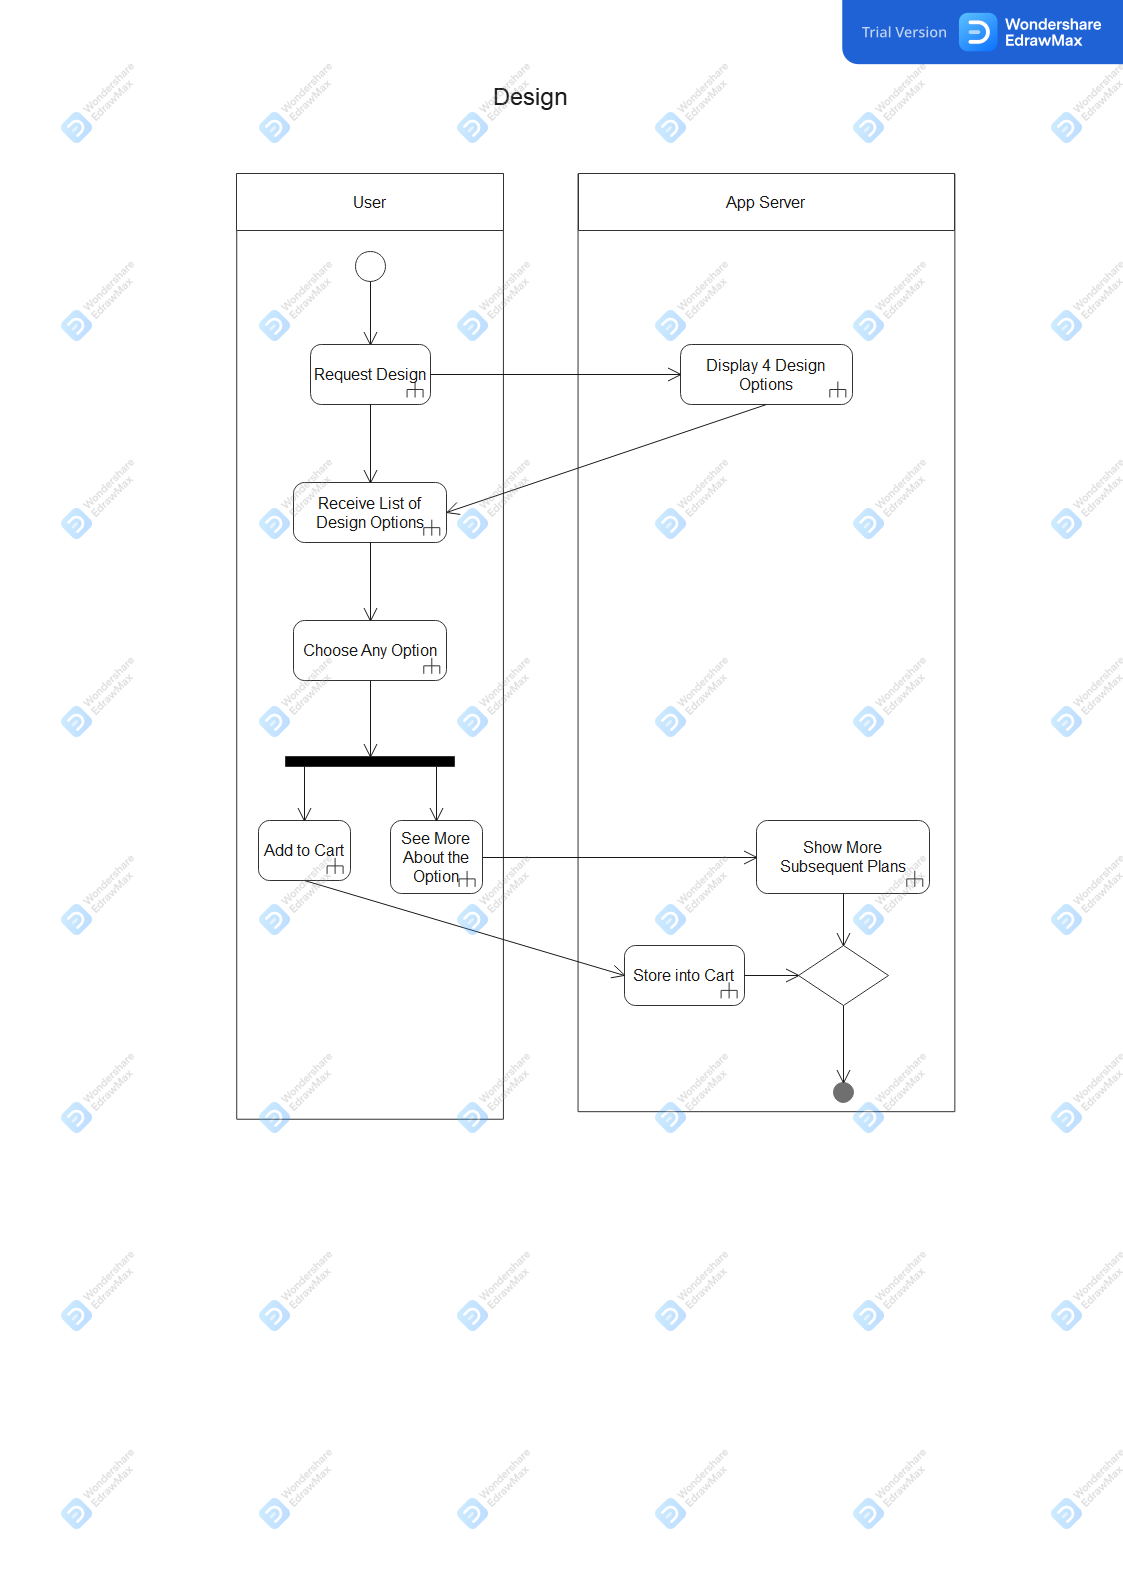 Trial Version
Wondershare
EdrawMax
Design
User
App Server
Request Design
Display 4 Design
Options
Receive List of
Design Options
Choose Any Option
Add to Cart
See More
About the
Option
Show More
Subsequent Plans
Store into Cart